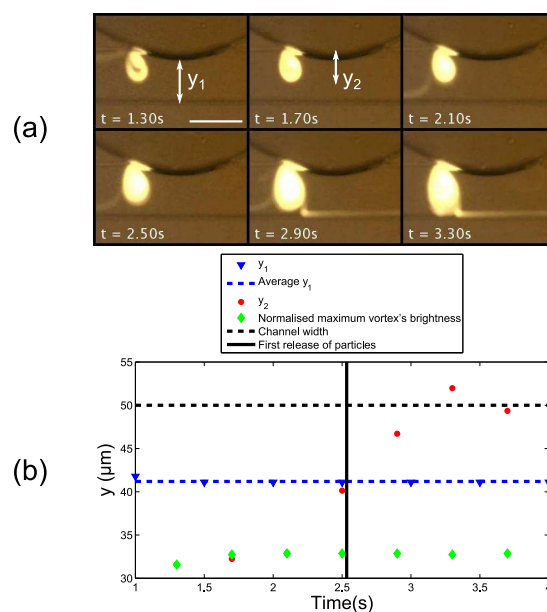 (a)
y₁
y₂
t = 1.30s
t = 1.70s
t = 2.10s
t = 2.50s
t = 2.90s
t = 3.30s
y₁
Average y₁
y₂
Normalised maximum vortex's brightness
Channel width
First release of particles
(b)
y (μm)
55
50
45
40
35
30
1
1.5
2
2.5
3
3.5
4
Time(s)